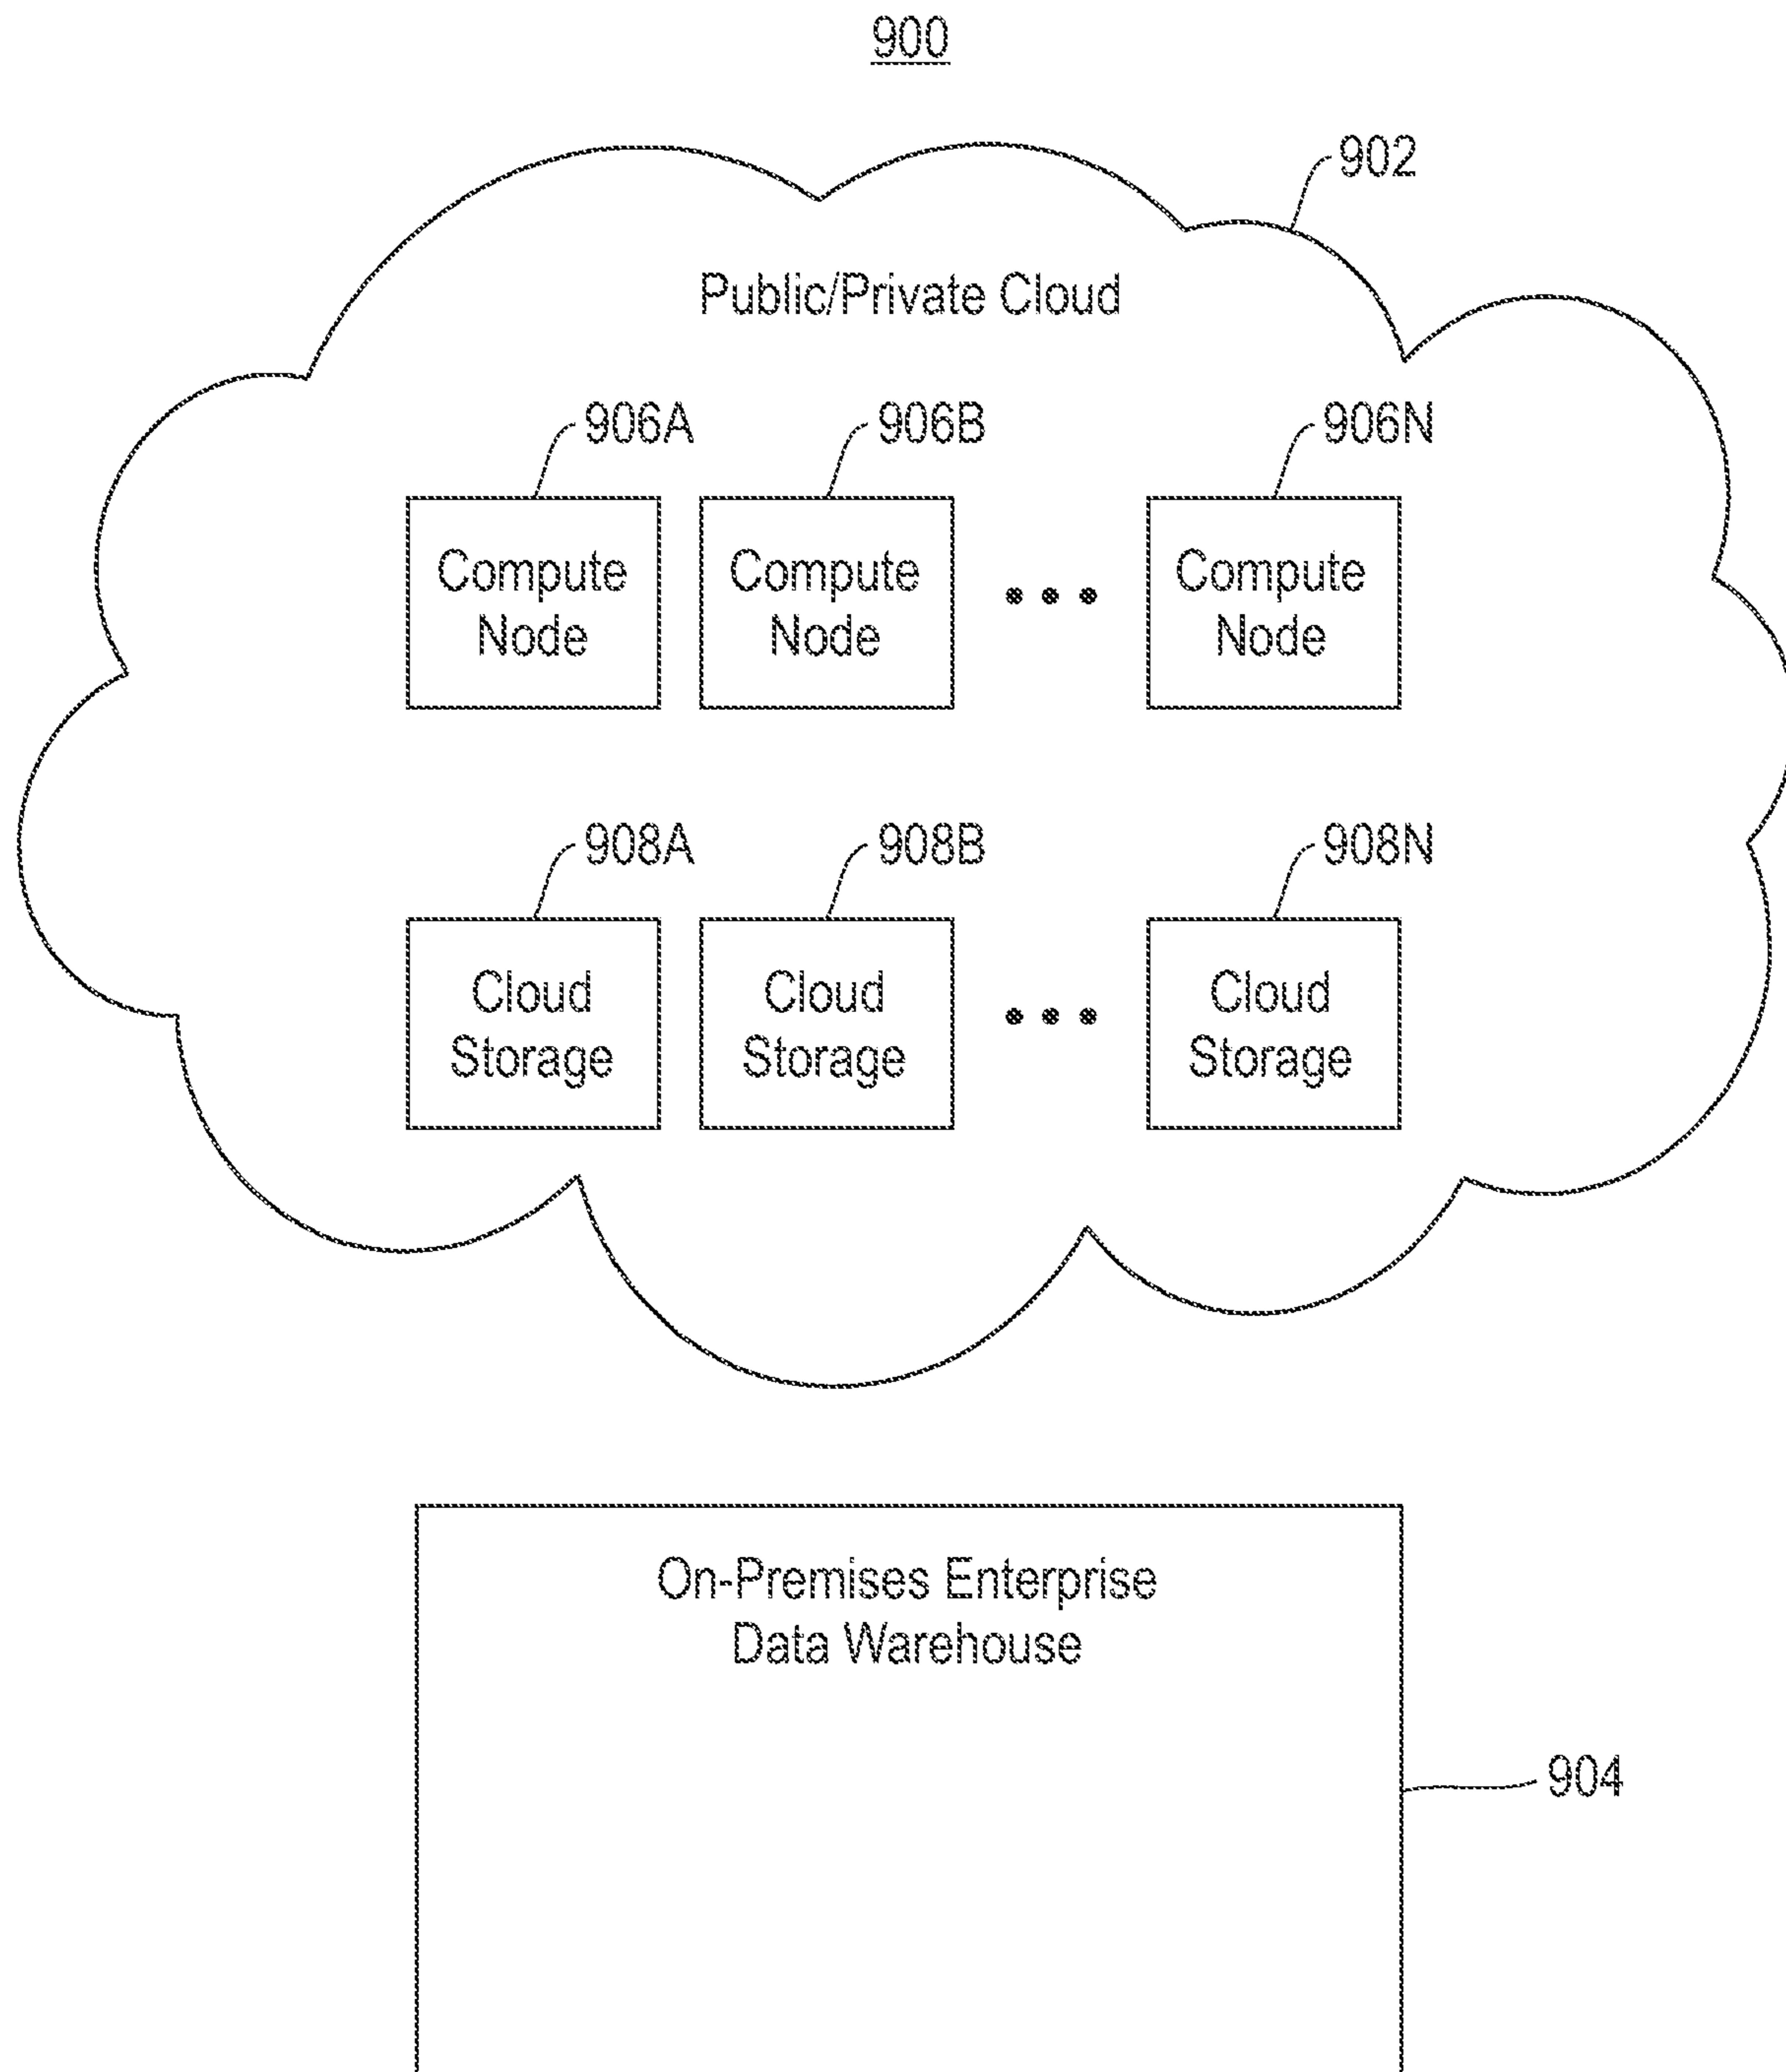 900
902
Public/Private Cloud
906A 906B 906N
Compute Compute Compute
Node Node Node
908A 908B 908N
Cloud Cloud Cloud
Storage Storage Storage
On-Premises Enterprise
Data Warehouse
904